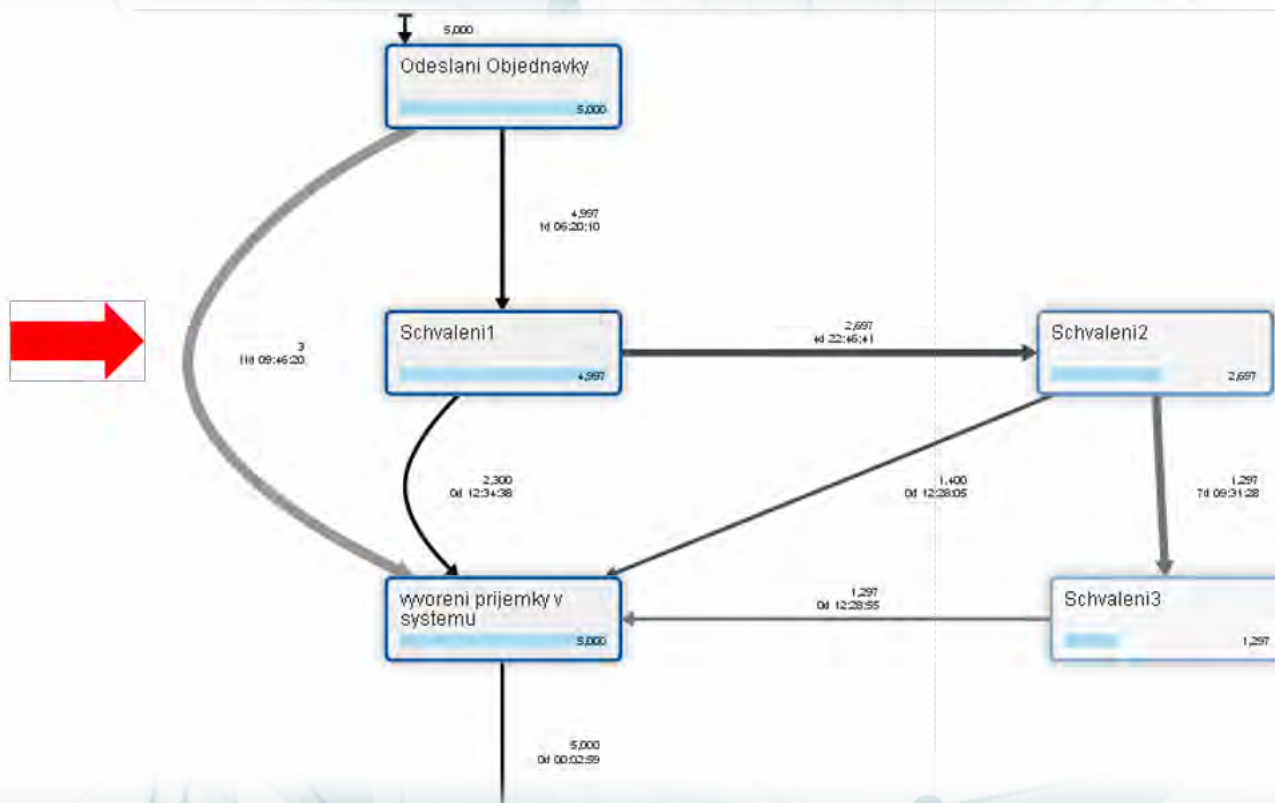 5,000
Odeslani Objednavky
5,000
4,997
1d 06:20:10
3
11d 09:46:20
Schvaleni1
4,997
2,697
4d 22:46:41
Schvaleni2
2,697
2,300
0d 12:34:38
1,400
0d 12:28:05
1,297
7d 09:31:28
vyvoreni prijemky v
systemu
5,000
1,297
0d 12:28:55
Schvaleni3
1,297
5,000
0d 00:02:59